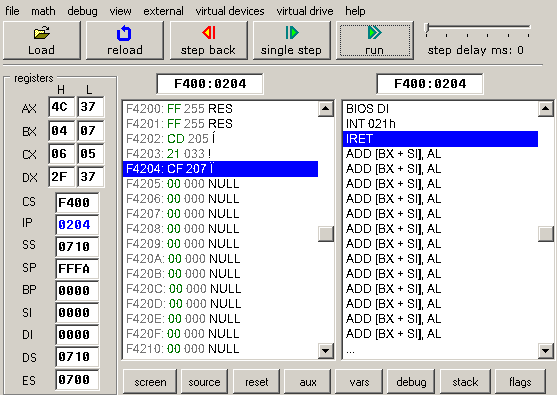 file math debug view external virtual devices virtual drive help
Load reload step back single step run step delay ms: 0
registers
F400:0204 F400:0204
H L
AX 4C 37
BX 04 07
CX 06 05
DX 2F 37
CS F400
IP 0204
SS 0710
SP FFFA
BP 0000
SI 0000
DI 0000
DS 0710
ES 0700
F4200: FF 255 RES
F4201: FF 255 RES
F4202: CD 205 Í
F4203: 21 033 !
F4204: CF 207 Ï
F4205: 00 000 NULL
F4206: 00 000 NULL
F4207: 00 000 NULL
F4208: 00 000 NULL
F4209: 00 000 NULL
F420A: 00 000 NULL
F420B: 00 000 NULL
F420C: 00 000 NULL
F420D: 00 000 NULL
F420E: 00 000 NULL
F420F: 00 000 NULL
F4210: 00 000 NULL
BIOS DI
INT 021h
IRET
ADD [BX + SI], AL
ADD [BX + SI], AL
ADD [BX + SI], AL
ADD [BX + SI], AL
ADD [BX + SI], AL
ADD [BX + SI], AL
ADD [BX + SI], AL
ADD [BX + SI], AL
ADD [BX + SI], AL
ADD [BX + SI], AL
ADD [BX + SI], AL
ADD [BX + SI], AL
ADD [BX + SI], AL
...
screen source reset aux vars debug stack flags